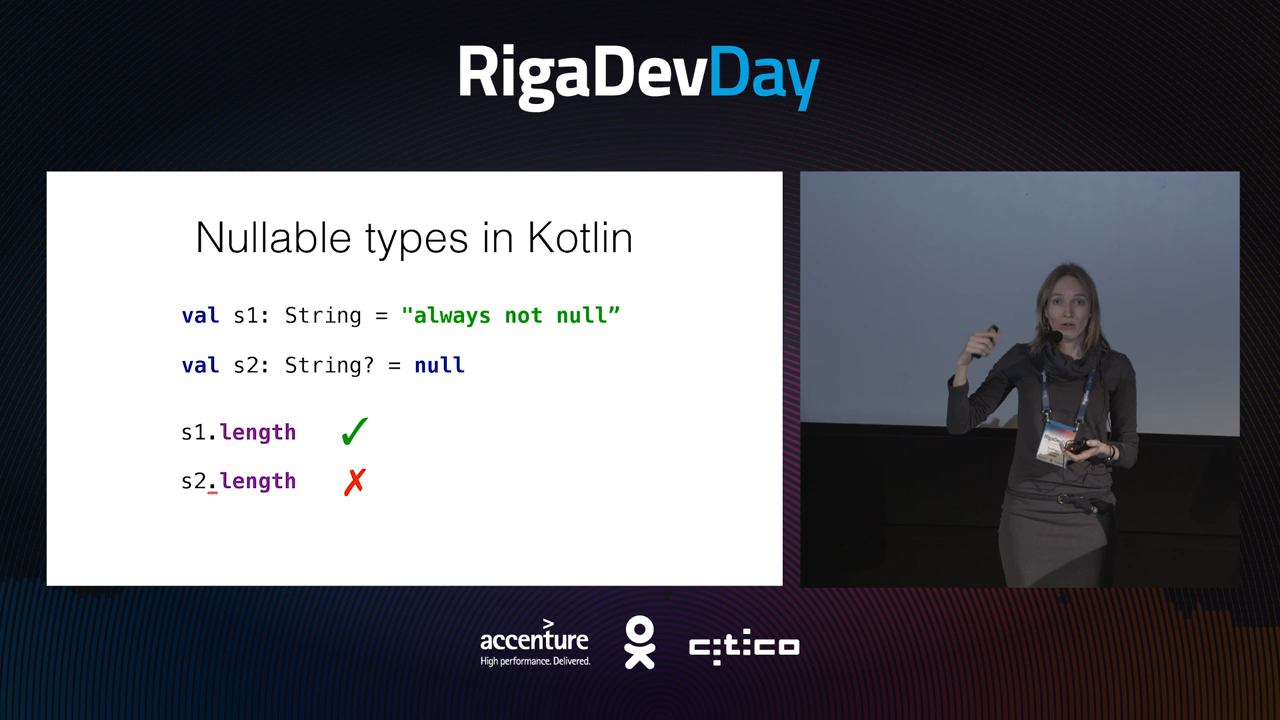 RigaDevDay
Nullable types in Kotlin
val s1: String = "always not null”
val s2: String? = null
s1.length ✓
s2.length ✗
>
accenture
High performance. Delivered.
citico